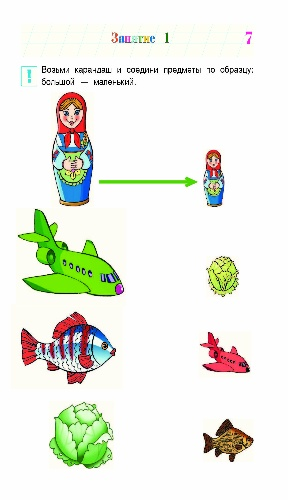 Занятие 1
7
! Возьми карандаш и соедини предметы по образцу:
большой — маленький.